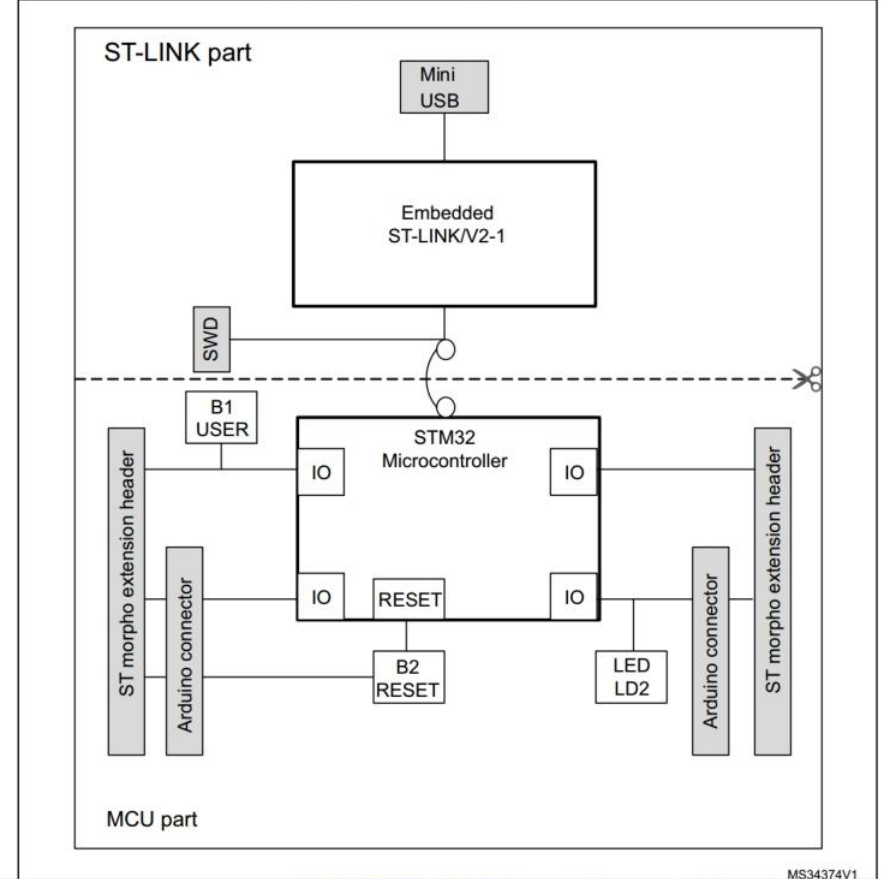 ST-LINK part
Mini
USB
Embedded
ST-LINK/V2-1
SWD
B1
USER
STM32
Microcontroller
IO
IO
ST morpho extension header
ST morpho extension header
Arduino connector
Arduino connector
IO
RESET
IO
B2
RESET
LED
LD2
MCU part
MS34374V1